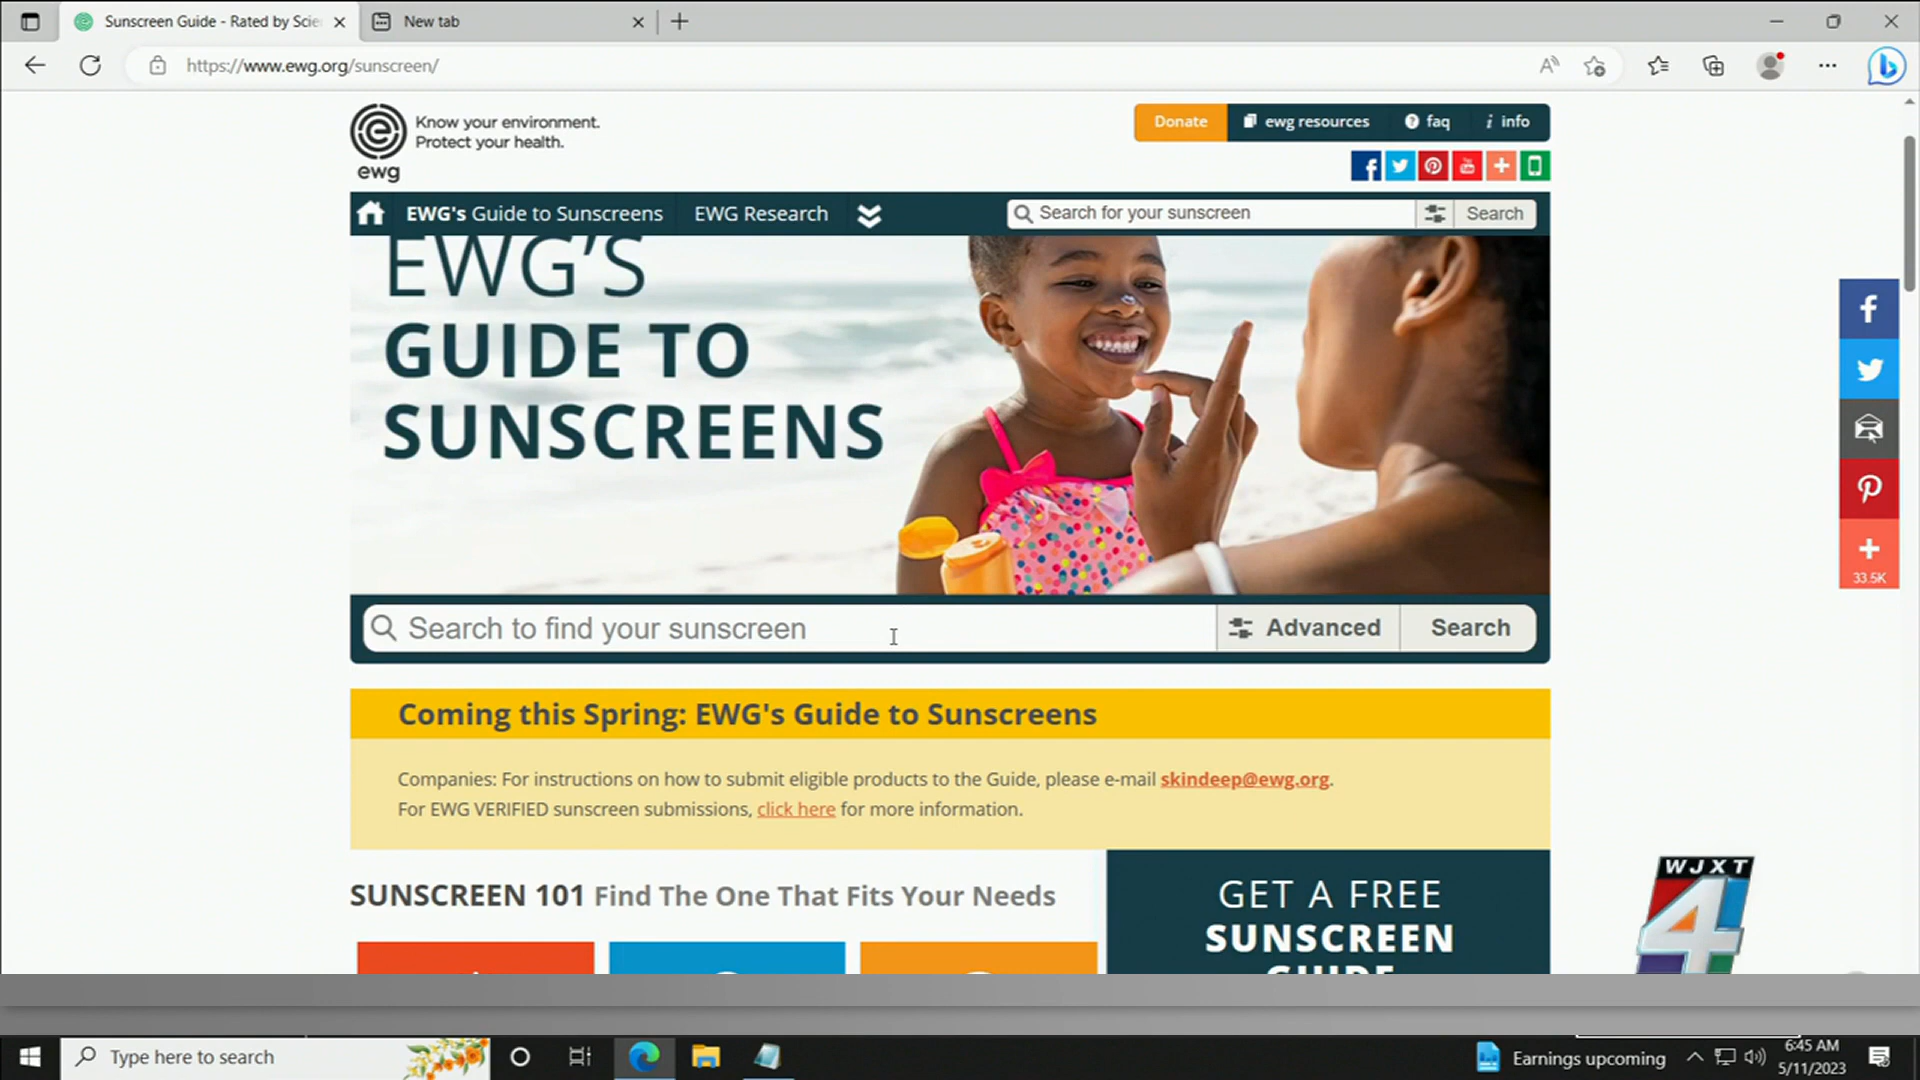 Sunscreen Guide - Rated by Scie
New tab
https://www.ewg.org/sunscreen/
Know your environment.
Protect your health.
ewg
Donate
ewg resources
faq
info
EWG's Guide to Sunscreens
EWG Research
Search for your sunscreen
Search
EWG'S
GUIDE TO
SUNSCREENS
33.5K
Search to find your sunscreen
Advanced
Search
Coming this Spring: EWG's Guide to Sunscreens
Companies: For instructions on how to submit eligible products to the Guide, please e-mail skindeep@ewg.org.
For EWG VERIFIED sunscreen submissions, click here for more information.
SUNSCREEN 101 Find The One That Fits Your Needs
GET A FREE
SUNSCREEN
GUIDE
WJXT
4
Type here to search
Earnings upcoming
6:45 AM
5/11/2023